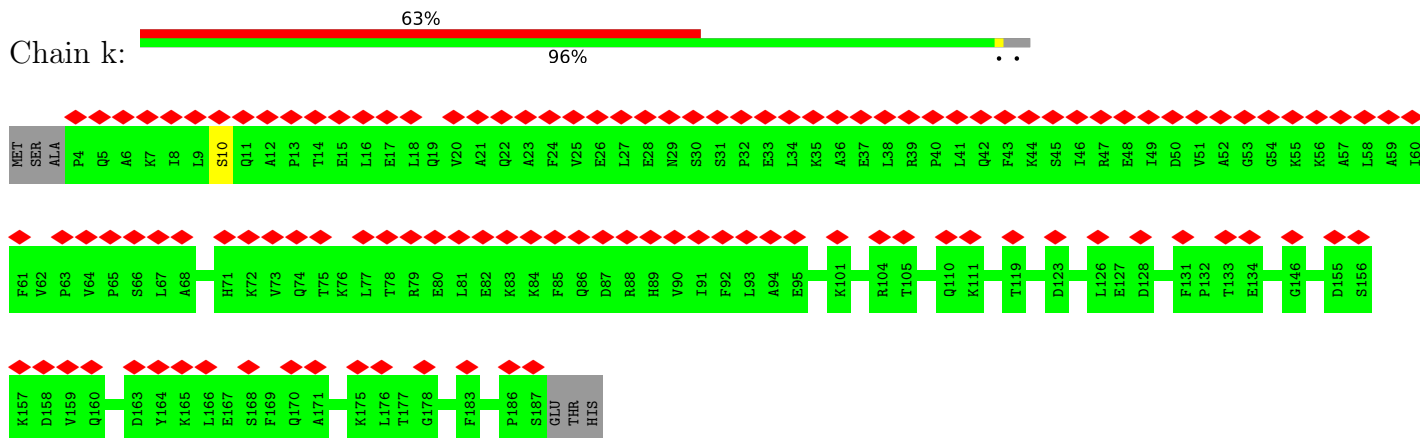 63%
Chain k:
96%
. .
MET SER ALA P4 Q5 A6 K7 I8 L9 S10 Q11 A12 P13 T14 E15 L16 E17 L18 Q19 V20 A21 Q22 A23 F24 V25 E26 L27 E28 N29 S30 S31 P32 E33 L34 K35 A36 E37 L38 R39 P40 L41 Q42 F43 K44 S45 I46 R47 E48 I49 D50 V51 A52 G53 G54 K55 K56 A57 L58 A59 I60
F61 V62 P63 V64 P65 S66 L67 A68 H71 K72 V73 Q74 T75 K76 L77 T78 R79 E80 L81 E82 K83 K84 F85 Q86 D87 R88 H89 V90 I91 F92 L93 A94 E95 K101 R104 T105 Q110 K111 T119 D123 L126 E127 D128 F131 P132 T133 E134 G146 D155 S156
K157 D158 V159 Q160 D163 Y164 K165 L166 E167 S168 F169 Q170 A171 K175 L176 T177 G178 F183 P186 S187 GLU THR HIS